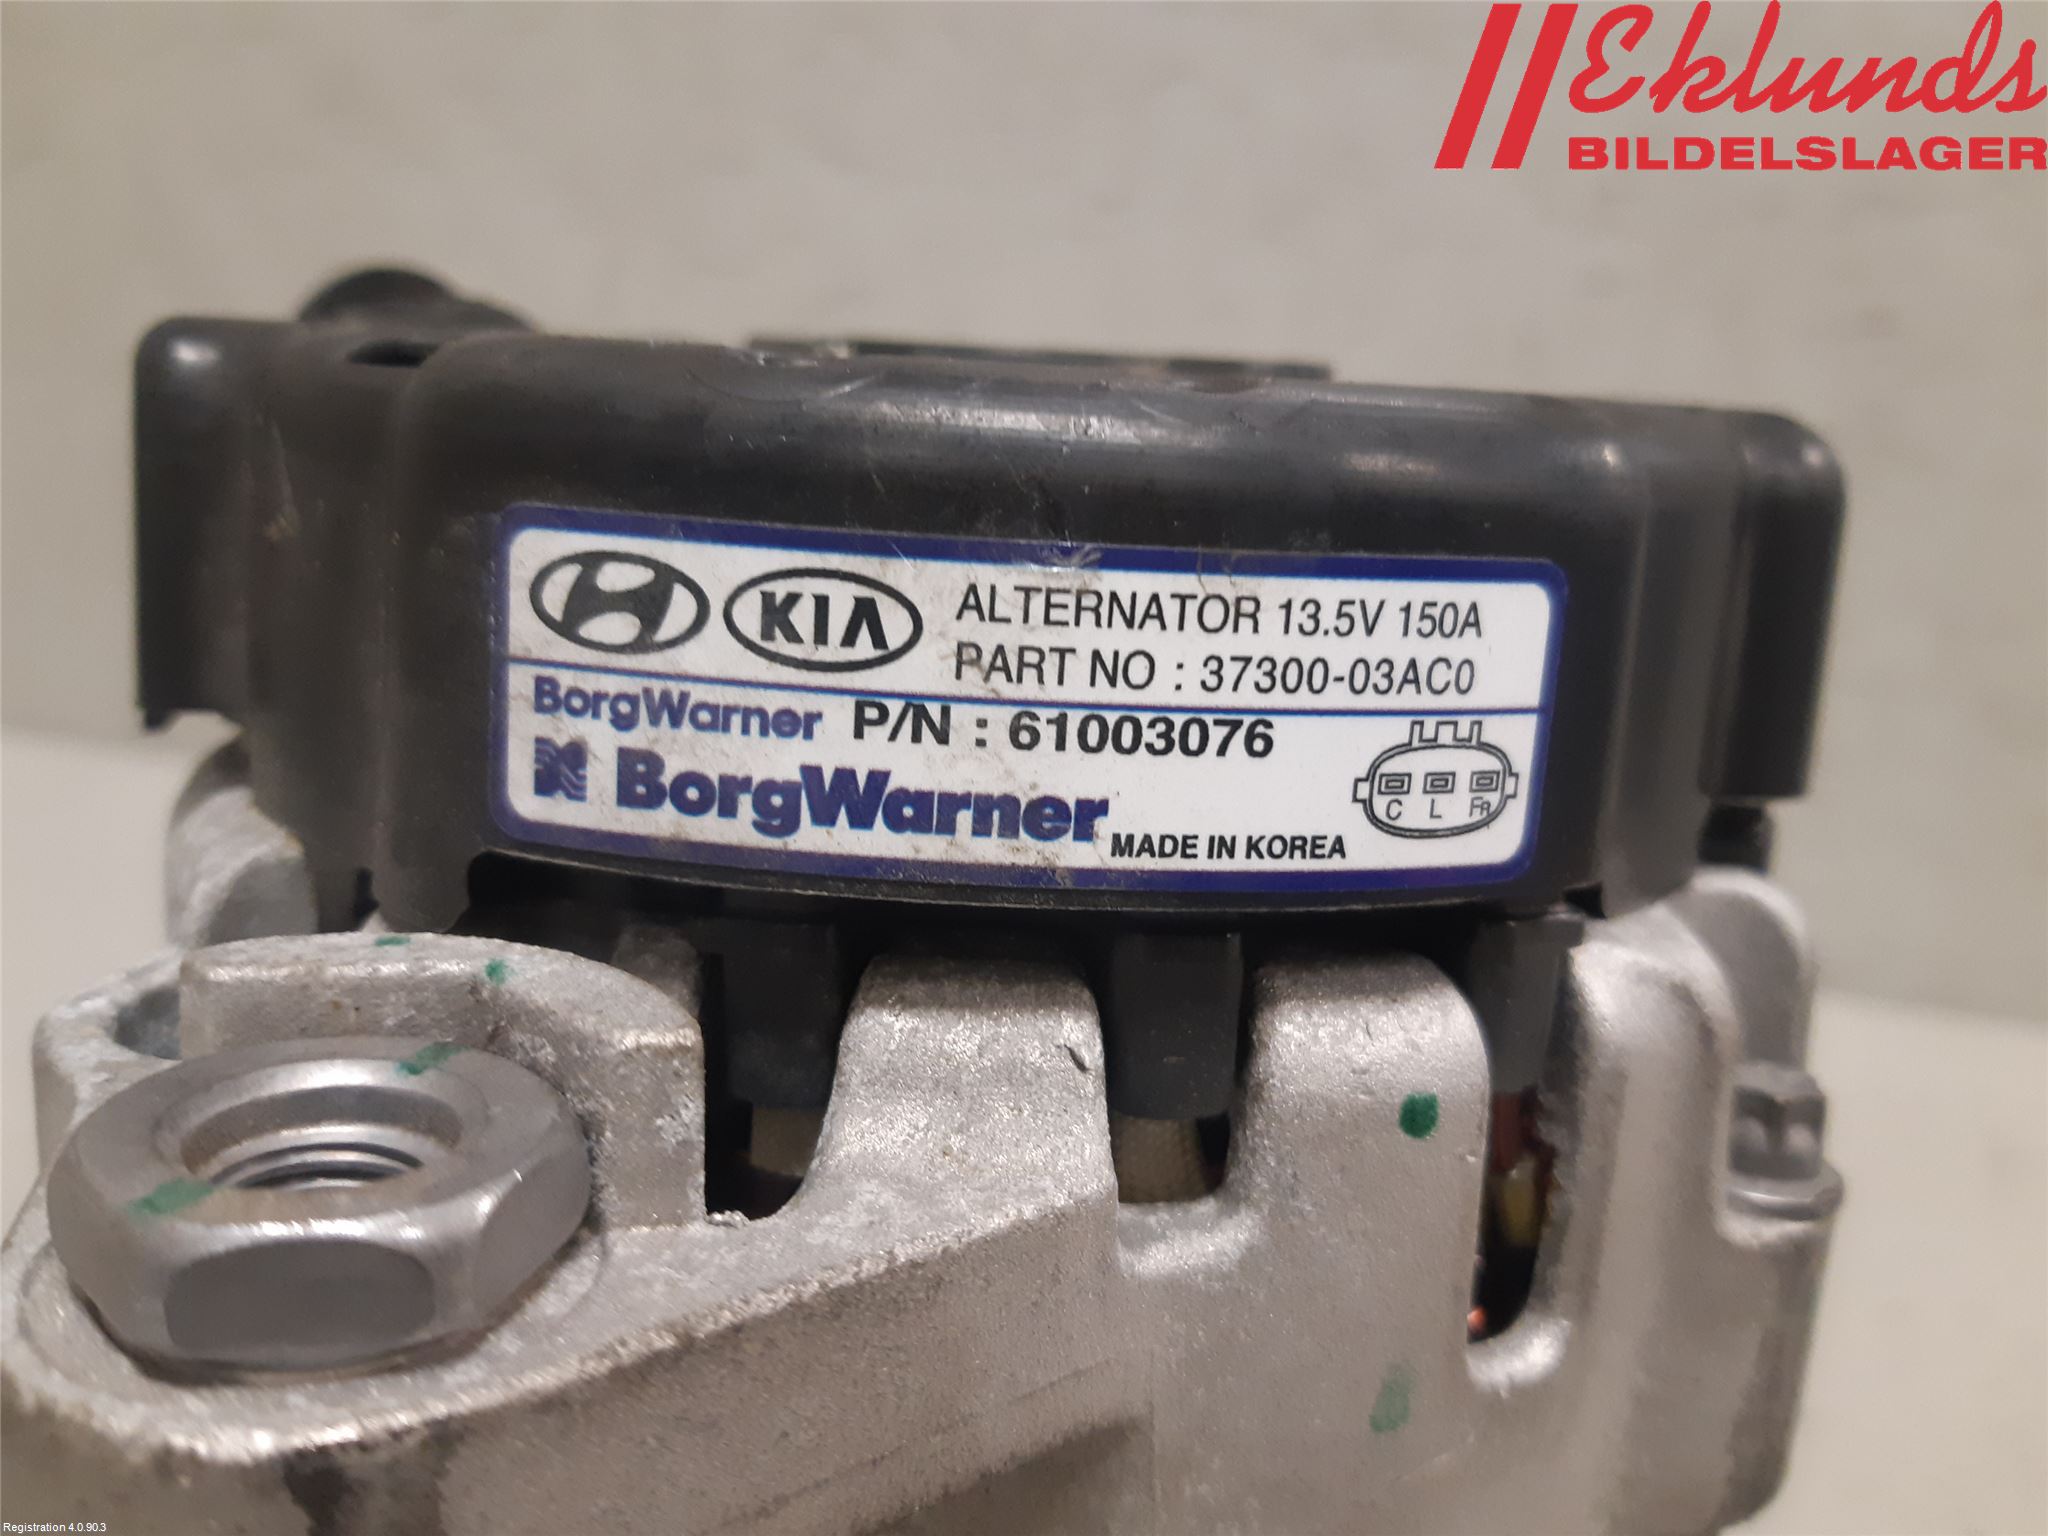 Eklunds
BILDELSLAGER
KIA
ALTERNATOR 13.5V 150A
PART NO : 37300-03AC0
BorgWarner P/N : 61003076
BorgWarner
MADE IN KOREA
C L FR
Registration 4.0.90.3